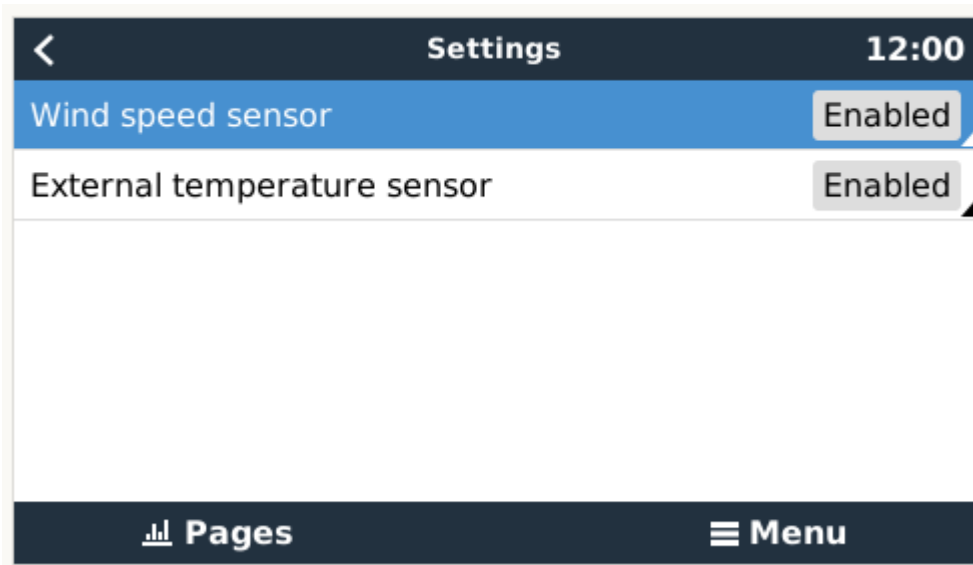 Settings 12:00
Wind speed sensor Enabled
External temperature sensor Enabled
Pages Menu